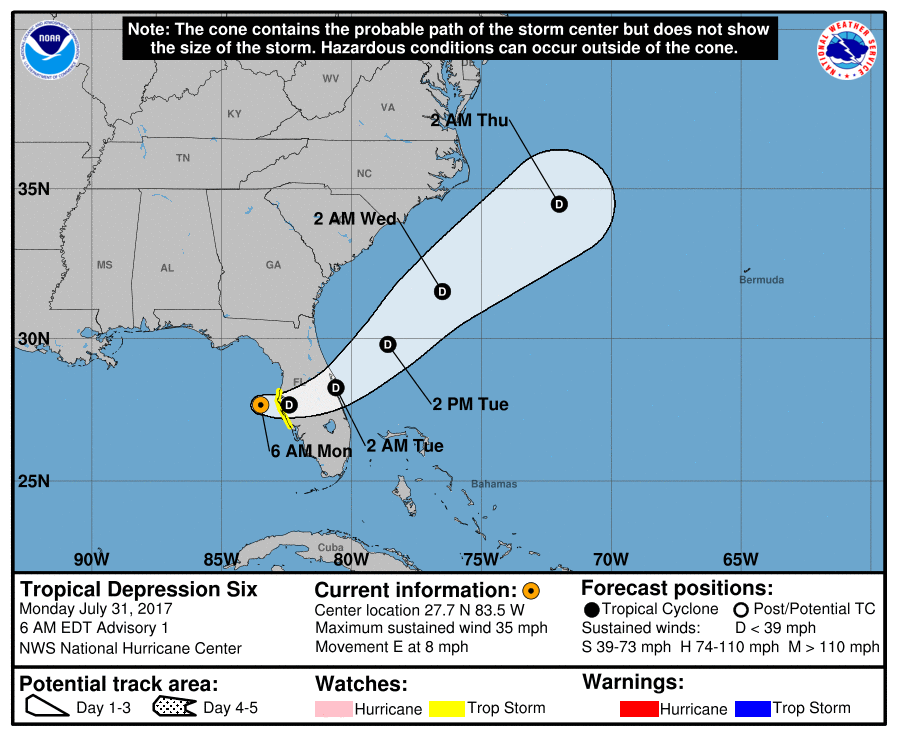 Note: The cone contains the probable path of the storm center but does not show
the size of the storm. Hazardous conditions can occur outside of the cone.
NOAA
NATIONAL WEATHER SERVICE
WV
DE
KY
VA
2 AM Thu
TN
NC
35N
D
2 AM Wed
MS
AL
GA
D
Bermuda
30N
D
FL
D
D
2 PM Tue
6 AM Mon
2 AM Tue
25N
Bahamas
Cuba
90W
85W
80W
75W
70W
65W
Tropical Depression Six
Monday July 31, 2017
6 AM EDT Advisory 1
NWS National Hurricane Center
Current information:
Center location 27.7 N 83.5 W
Maximum sustained wind 35 mph
Movement E at 8 mph
Forecast positions:
Tropical Cyclone
Post/Potential TC
Sustained winds:
D < 39 mph
S 39-73 mph
H 74-110 mph
M > 110 mph
Potential track area:
Day 1-3
Day 4-5
Watches:
Hurricane
Trop Storm
Warnings:
Hurricane
Trop Storm